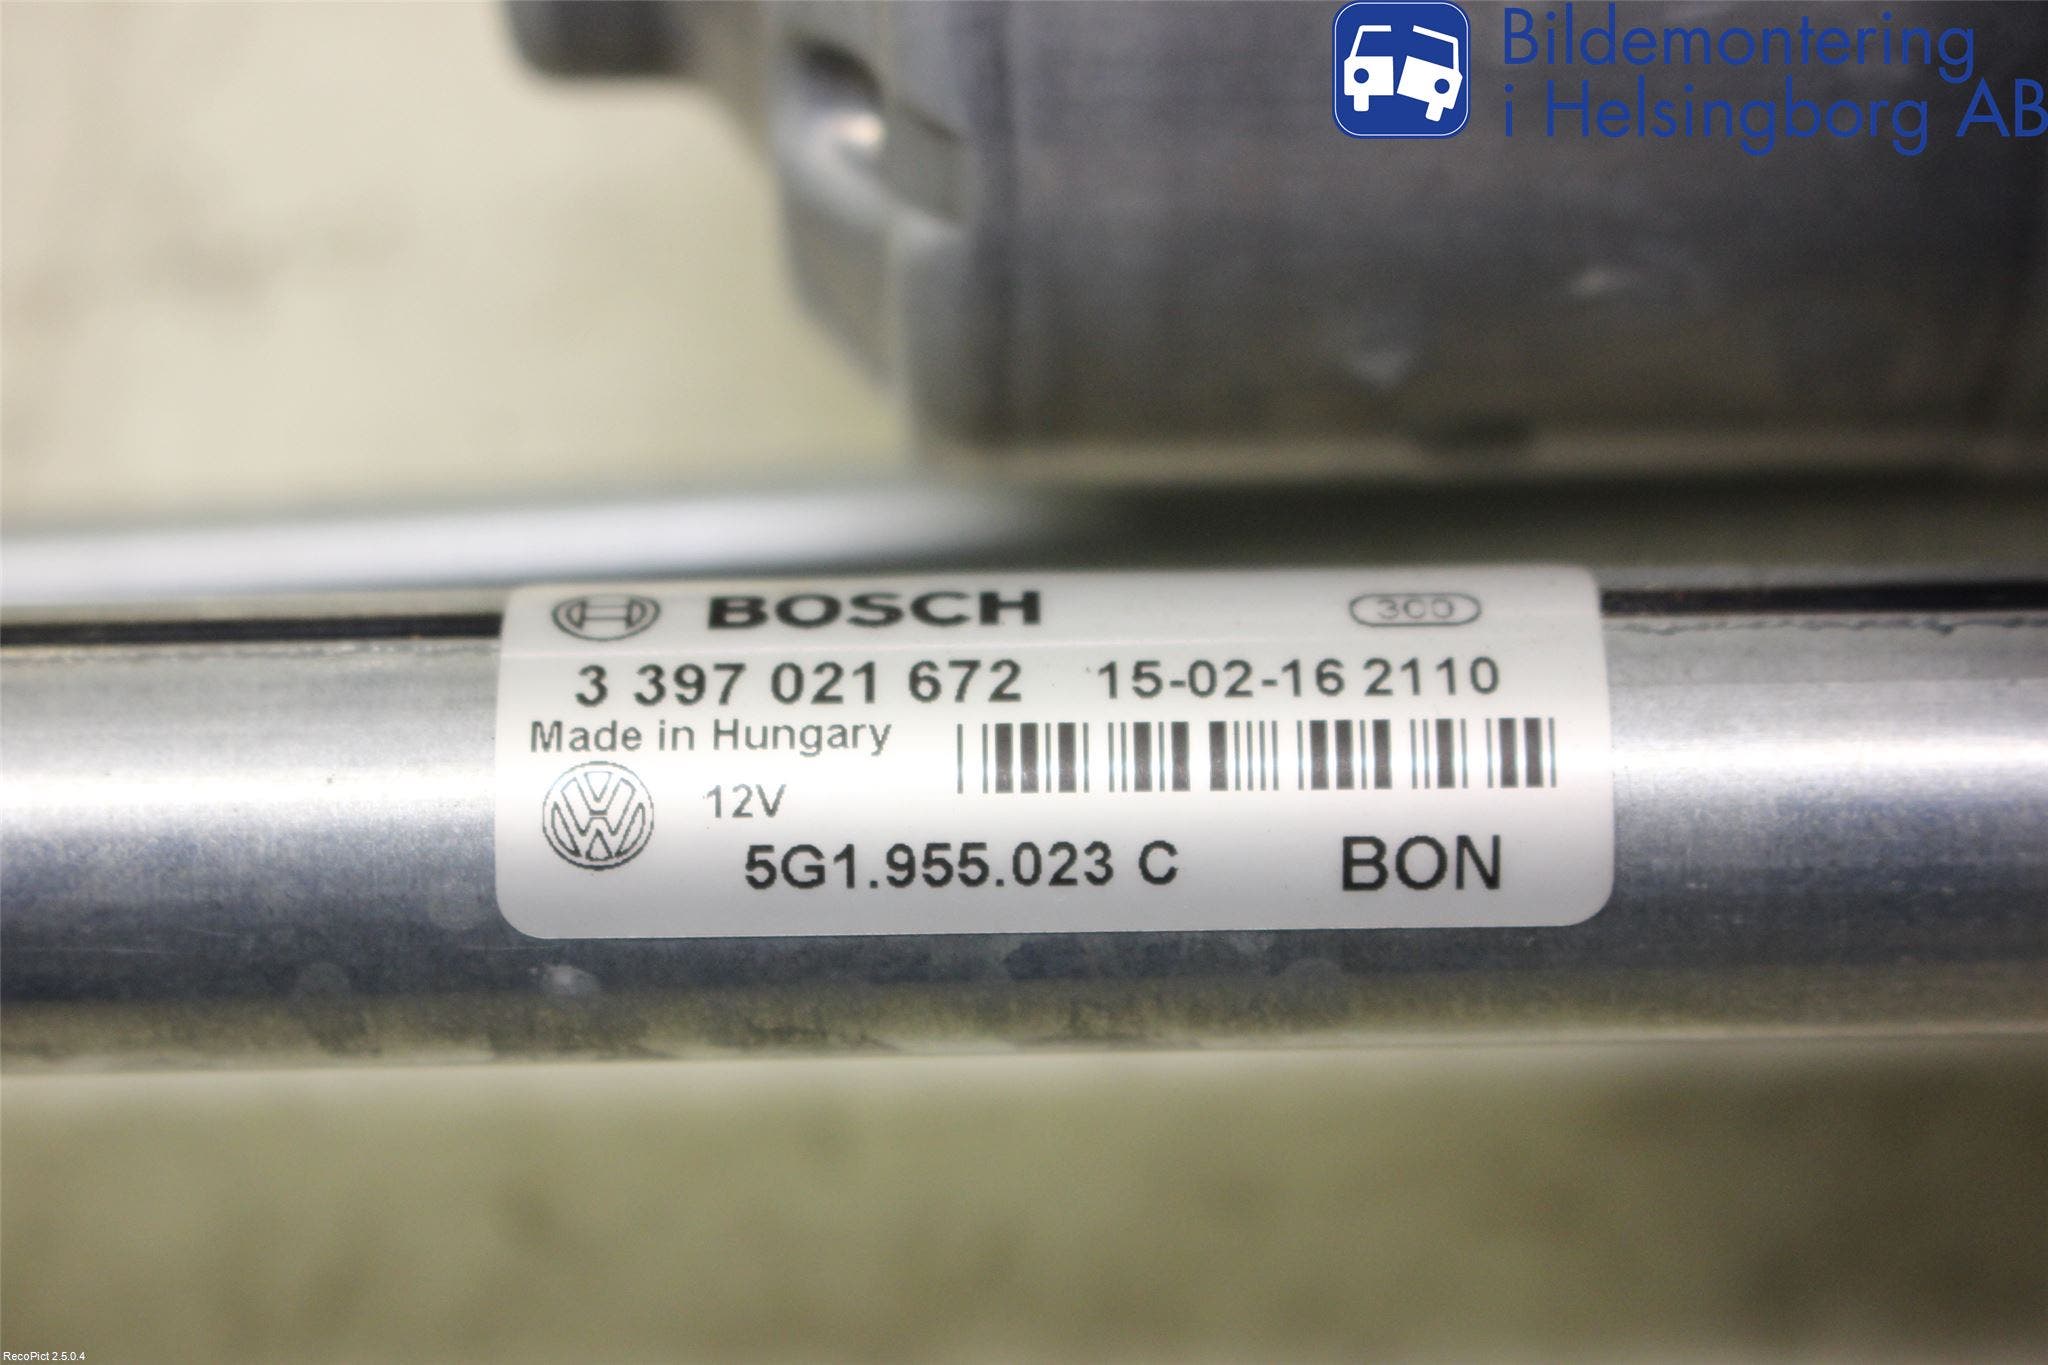 Bildemontering
i Helsingborg AB
BOSCH 300
3 397 021 672 15-02-16 2110
Made in Hungary
12V
5G1.955.023 C BON
RecoPict 2.5.0.4